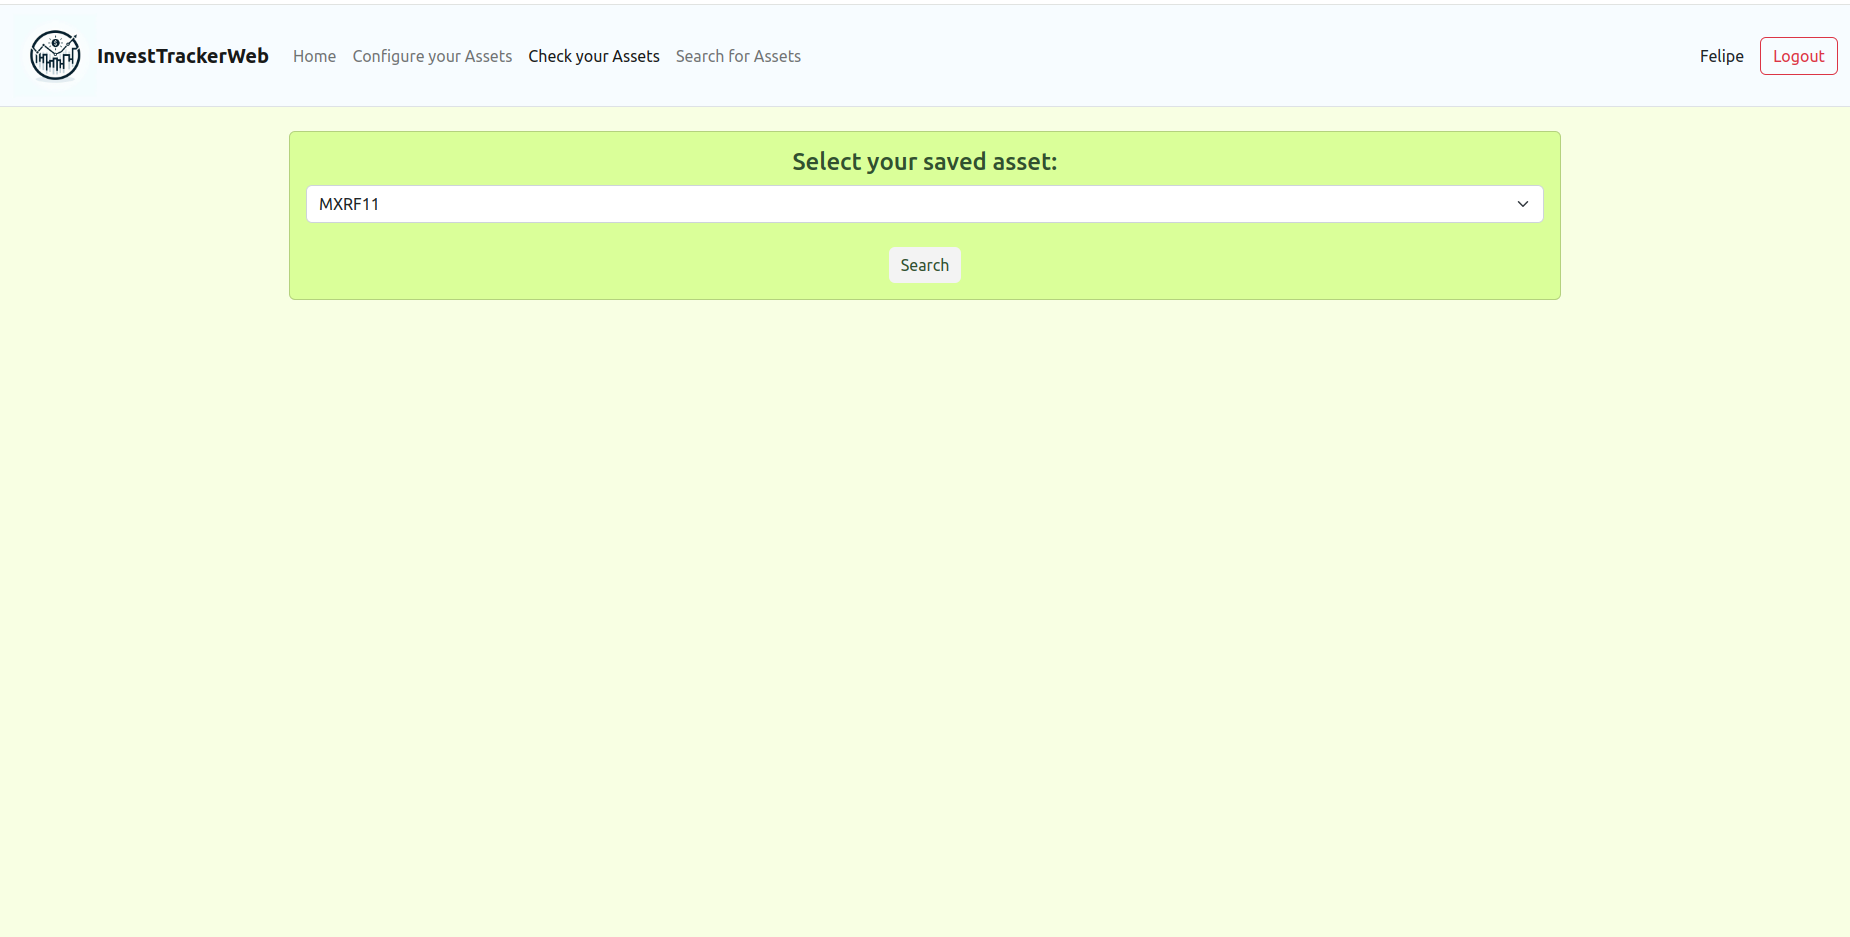 InvestTrackerWeb Home Configure your Assets Check your Assets Search for Assets Felipe Logout
Select your saved asset:
MXRF11
Search